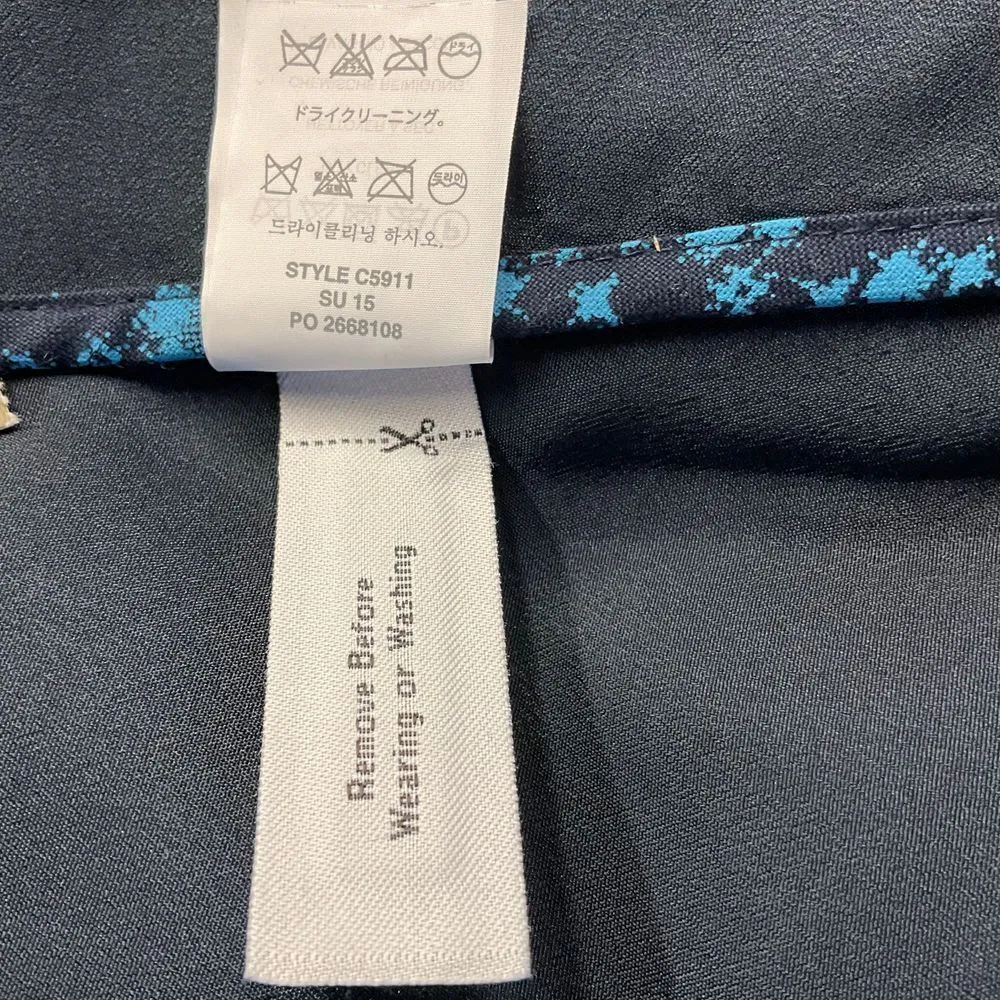 ドライ
ドライクリーニング。
드라이
드라이클리닝 하시오.
STYLE C5911
SU 15
PO 2668108
Remove Before
Wearing or Washing